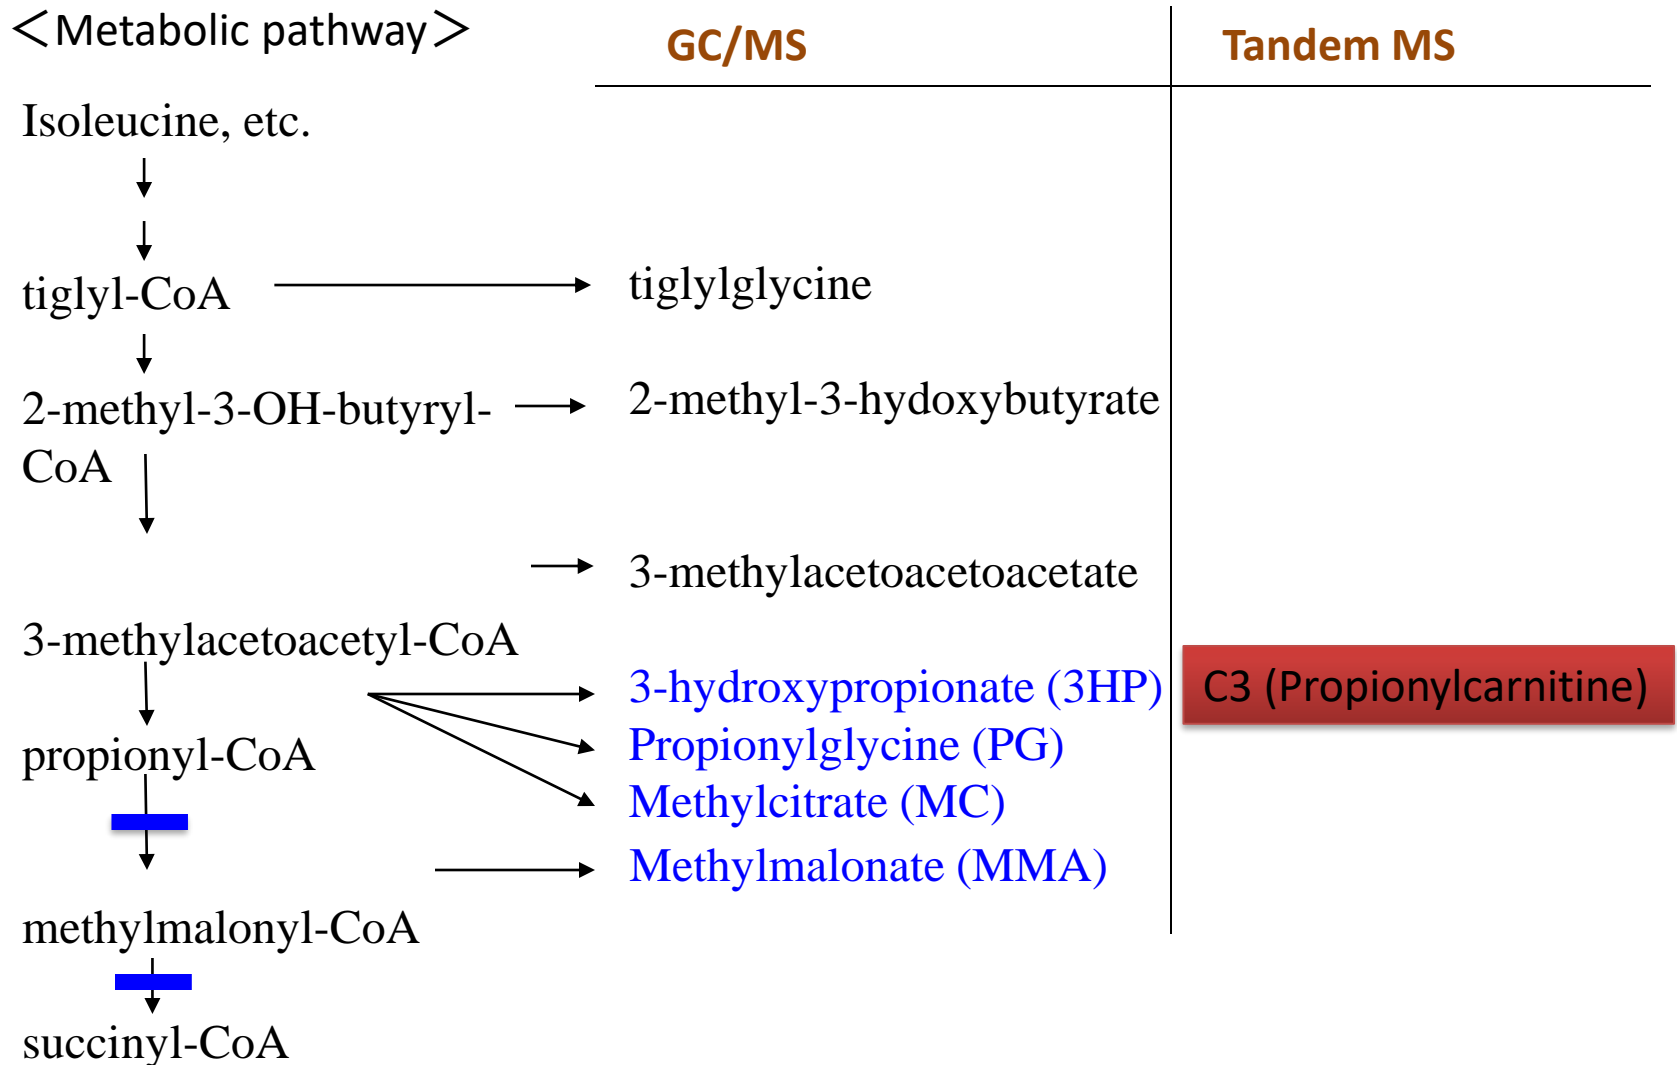 ＜Metabolic pathway＞
GC/MS
Tandem MS
Isoleucine, etc.
tiglyl-CoA
tiglylglycine
2-methyl-3-OH-butyryl-
CoA
2-methyl-3-hydoxybutyrate
3-methylacetoacetoacetate
3-methylacetoacetyl-CoA
3-hydroxypropionate (3HP)
C3 (Propionylcarnitine)
Propionylglycine (PG)
propionyl-CoA
Methylcitrate (MC)
Methylmalonate (MMA)
methylmalonyl-CoA
succinyl-CoA